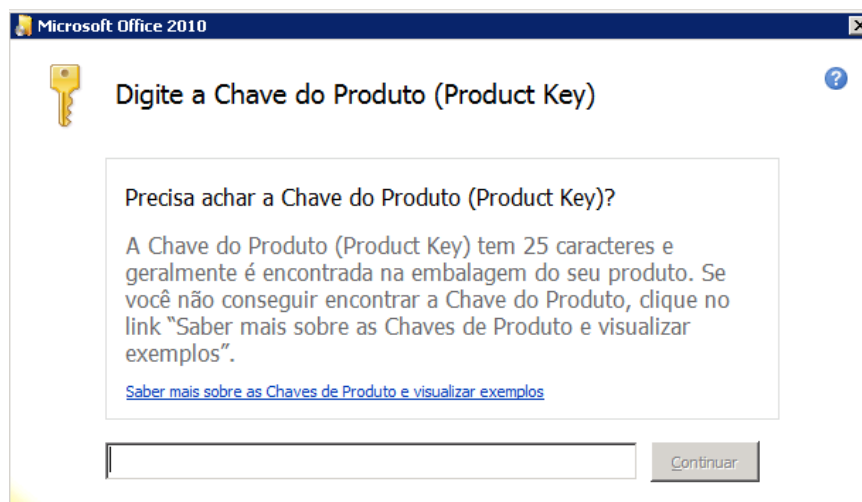 Microsoft Office 2010
Digite a Chave do Produto (Product Key)
Precisa achar a Chave do Produto (Product Key)?
A Chave do Produto (Product Key) tem 25 caracteres e
geralmente é encontrada na embalagem do seu produto. Se
você não conseguir encontrar a Chave do Produto, clique no
link “Saber mais sobre as Chaves de Produto e visualizar
exemplos”.
Saber mais sobre as Chaves de Produto e visualizar exemplos
Continuar